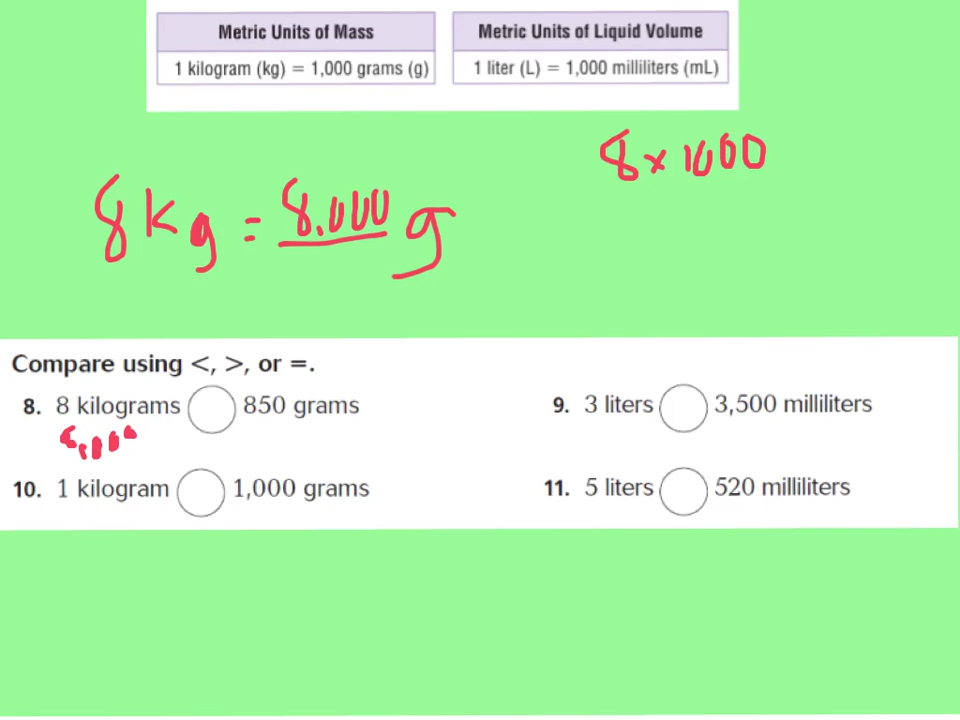 Metric Units of Mass
1 kilogram (kg) = 1,000 grams (g)
Metric Units of Liquid Volume
1 liter (L) = 1,000 milliliters (mL)
8 x 1000
8 kg = 8.000 g
Compare using <, >, or =.
8. 8 kilograms 850 grams
8,000
9. 3 liters 3,500 milliliters
10. 1 kilogram 1,000 grams
11. 5 liters 520 milliliters